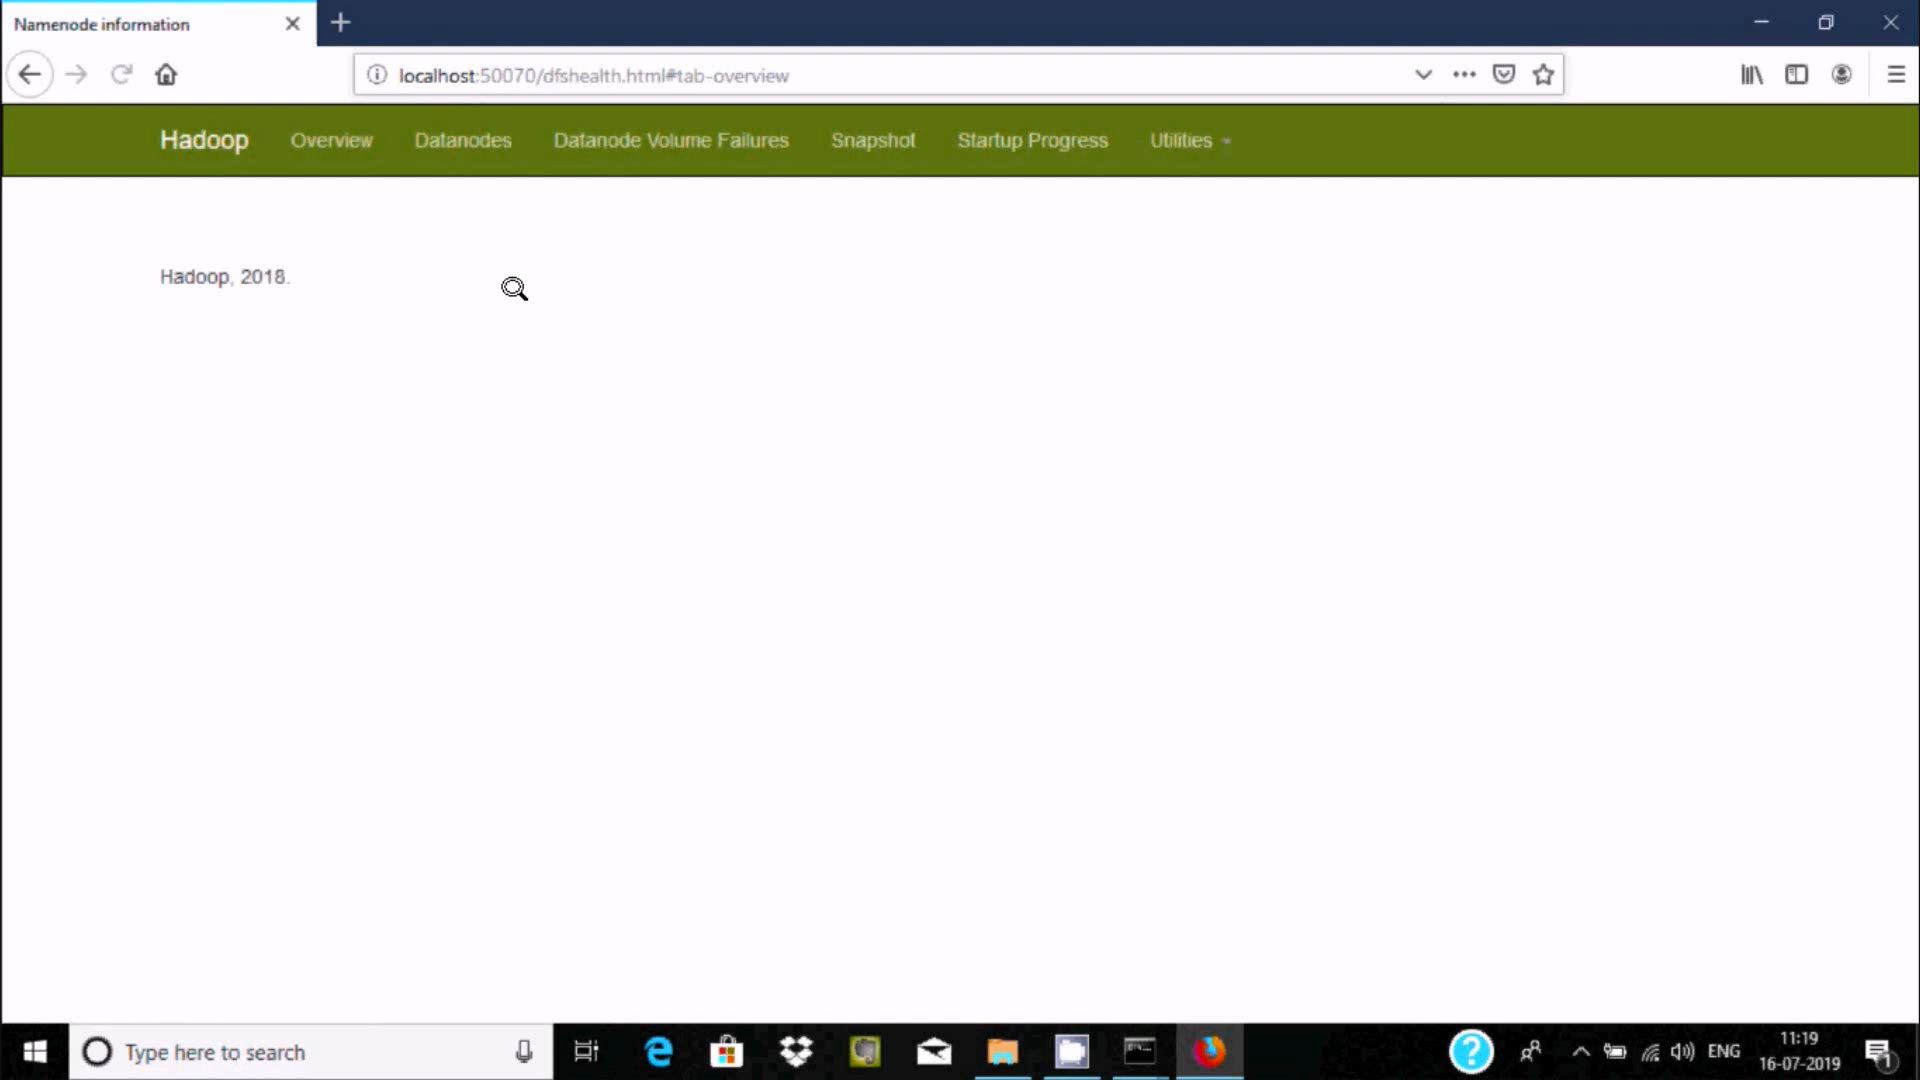 Namenode information
localhost:50070/dfshealth.html#tab-overview
Hadoop Overview Datanodes Datanode Volume Failures Snapshot Startup Progress Utilities
Hadoop, 2018.
Type here to search
ENG
11:19
16-07-2019
1